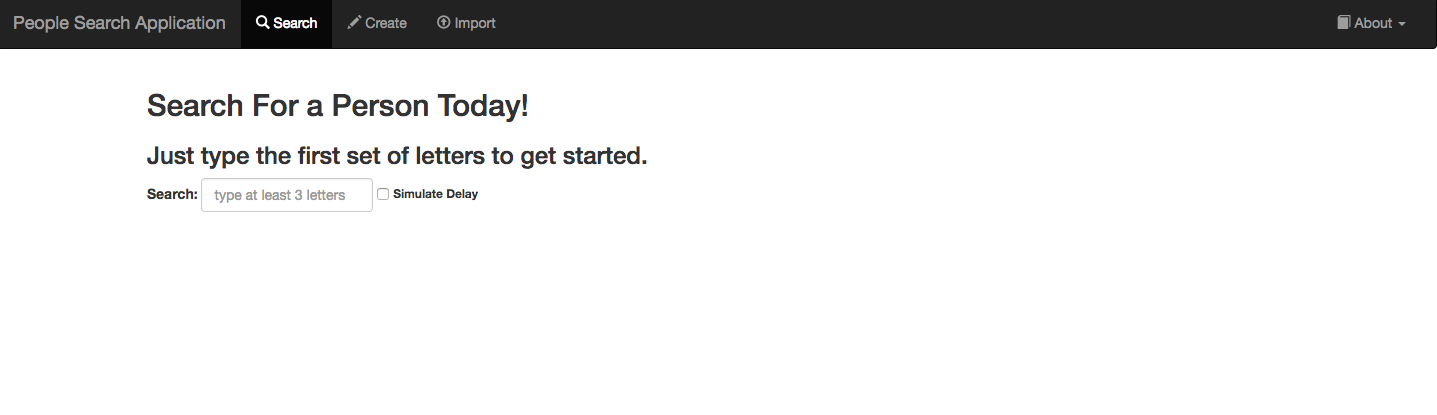 People Search Application Search Create Import About
Search For a Person Today!
Just type the first set of letters to get started.
Search: type at least 3 letters Simulate Delay